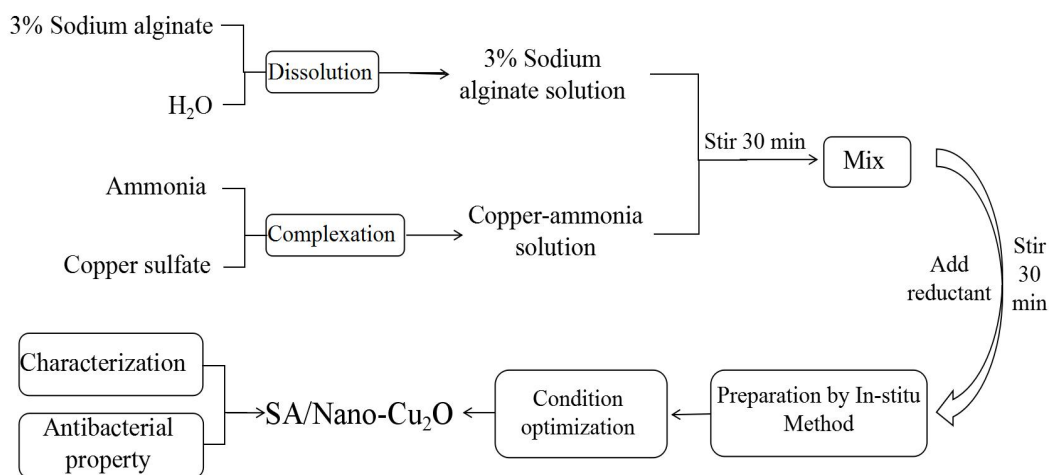 3% Sodium alginate
H₂O
Dissolution
3% Sodium
alginate solution
Ammonia
Copper sulfate
Complexation
Copper-ammonia
solution
Stir 30 min
Mix
Add
reductant
Stir
30
min
Preparation by In-stitu
Method
Condition
optimization
SA/Nano-Cu₂O
Characterization
Antibacterial
property